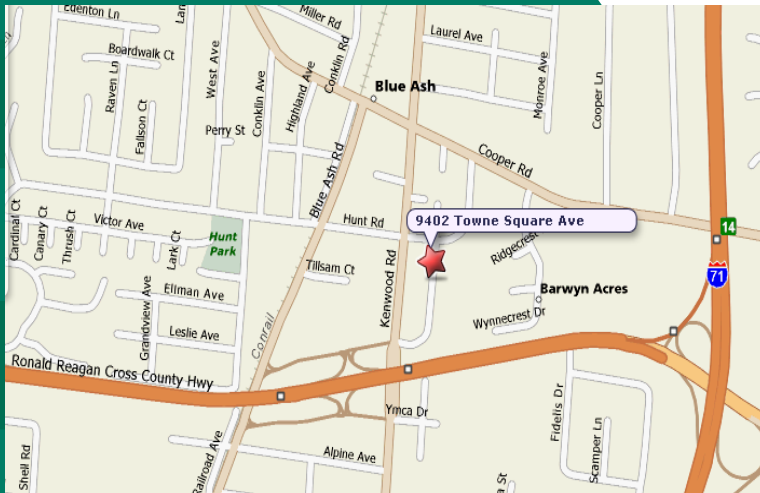 Edenton Ln
Miller Rd
Lan
Laurel Ave
Boardwalk Ct
Raven Ln
West Ave
Conklin Rd
Highland Ave
Conklin Ave
Fallson Ct
Monroe Ave
Cooper Ln
Blue Ash
Perry St
Cooper Rd
Blue Ash Rd
Cardinal Ct
Canary Ct
Thrush Ct
Victor Ave
Lark Ct
Hunt Park
Hunt Rd
9402 Towne Square Ave
14
Ridgecrest
71
Tillsam Ct
Kenwood Rd
Barwyn Acres
Wynnecrest Dr
Grandview Ave
Ellman Ave
Leslie Ave
Conrail
Ronald Reagan Cross County Hwy
Ymca Dr
Fidelis Dr
Scamper Ln
Shell Rd
Railroad Ave
Alpine Ave
a St